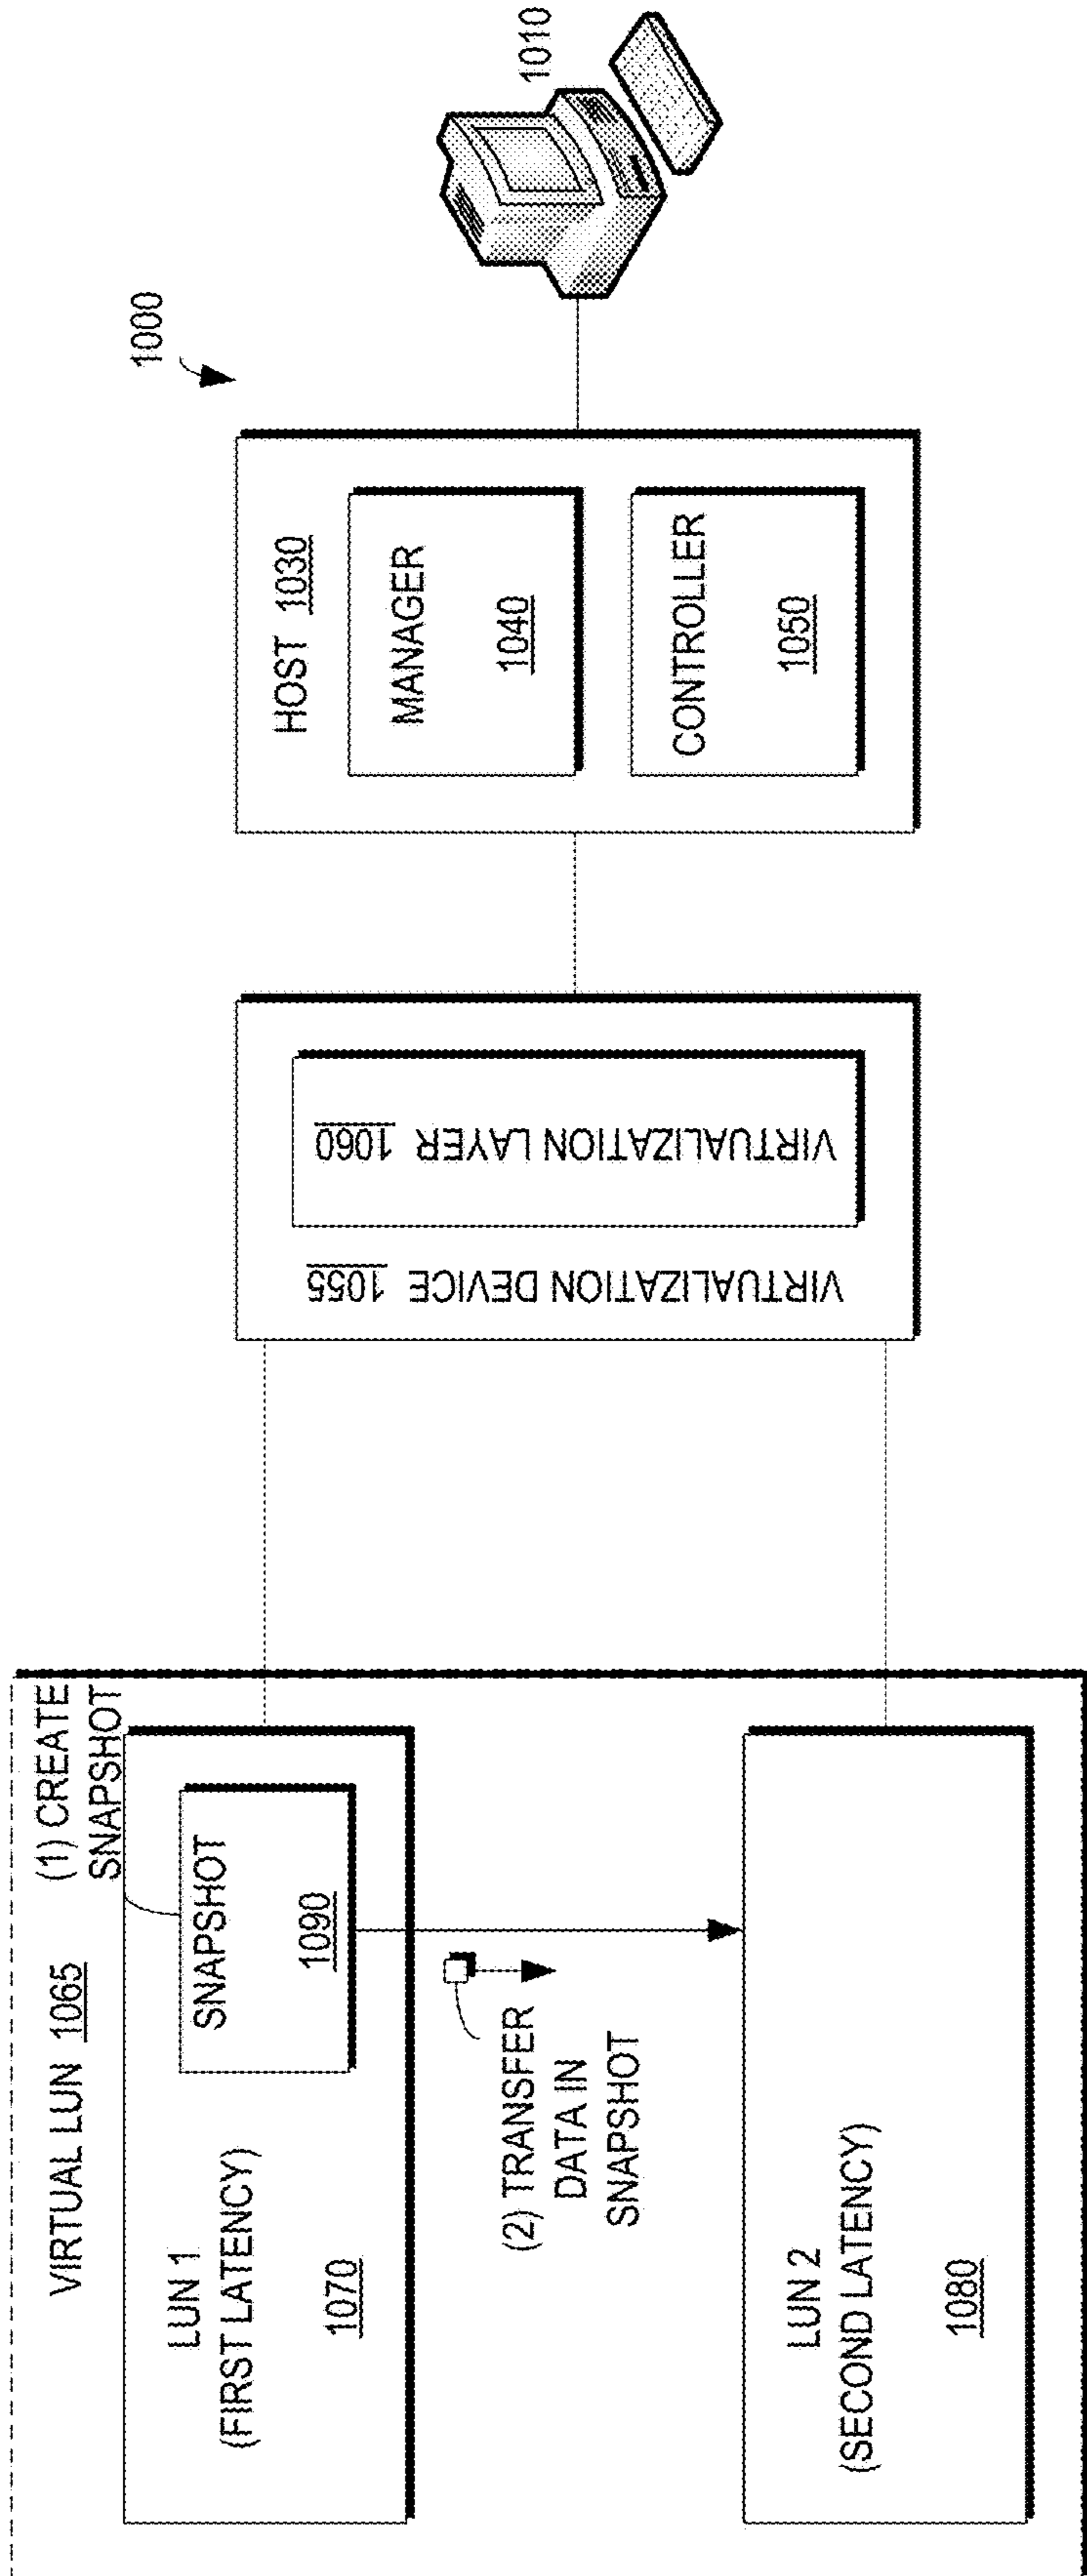 VIRTUAL LUN 1065
(1) CREATE
SNAPSHOT
LUN 1
(FIRST LATENCY)
1070
SNAPSHOT
1090
(2) TRANSFER
DATA IN
SNAPSHOT
LUN 2
(SECOND LATENCY)
1080
VIRTUALIZATION DEVICE 1055
VIRTUALIZATION LAYER 1060
1000
HOST 1030
MANAGER
1040
CONTROLLER
1050
1010